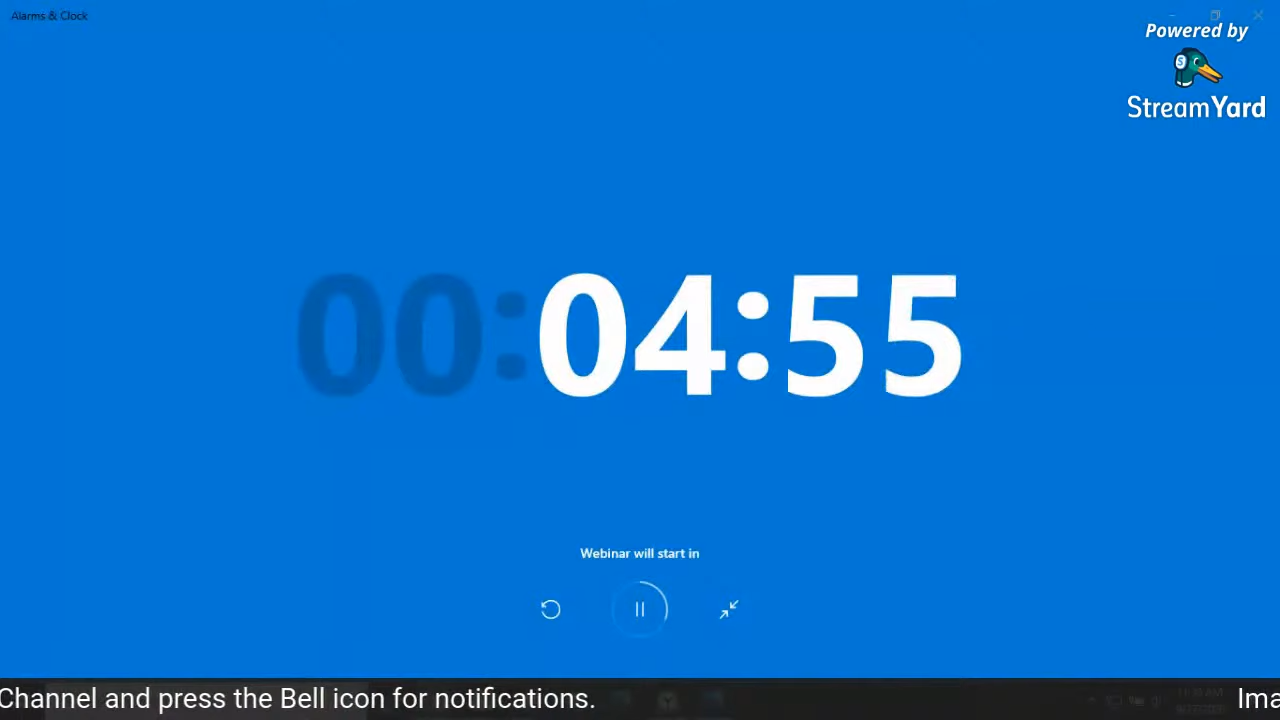 Alarms & Clock
Powered by
StreamYard
00:04:55
Webinar will start in
Channel and press the Bell icon for notifications.
Ima